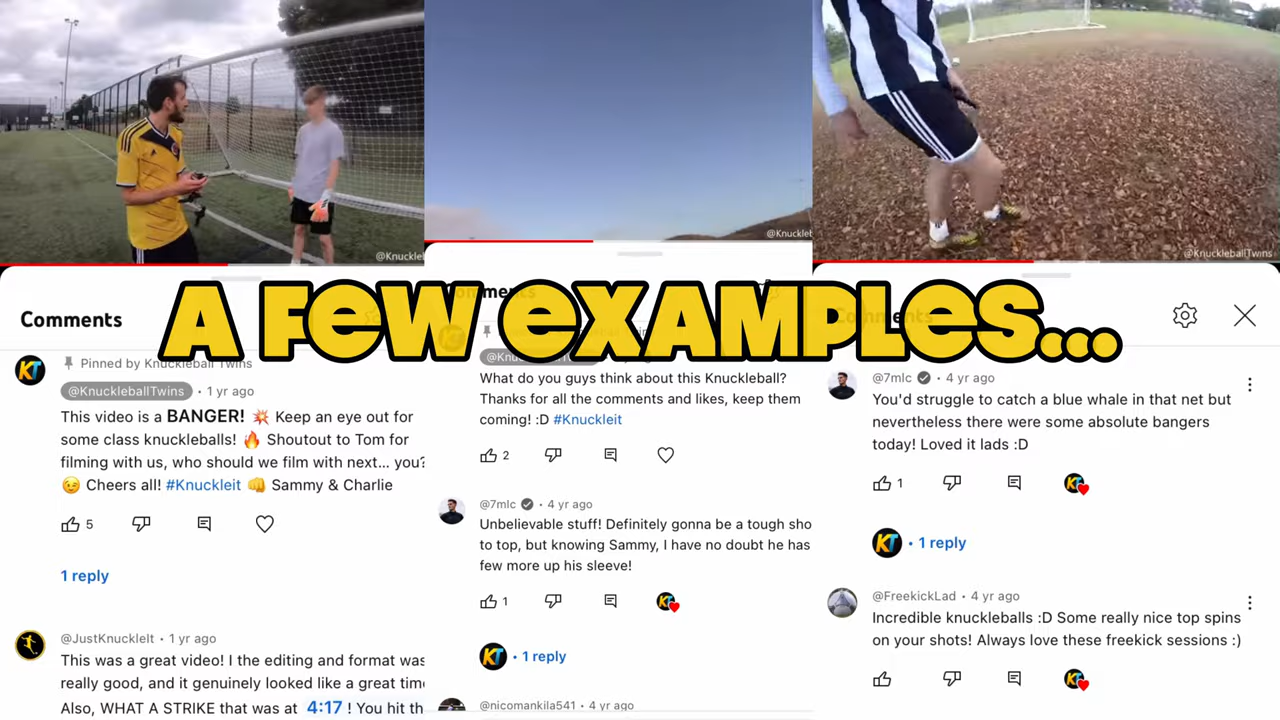 @Knuckle
@Knucklet
@KnuckleballTwins
A FEW EXAMPLES...
Comments
Pinned by Knuckleball Twins
@KnuckleballTwins • 1 yr ago
This video is a BANGER! 💥 Keep an eye out for
some class knuckleballs! 🔥 Shoutout to Tom for
filming with us, who should we film with next... you?
😉 Cheers all! #Knuckleit 👊 Sammy & Charlie
5
1 reply
@JustKnuckleIt • 1 yr ago
This was a great video! I the editing and format was
really good, and it genuinely looked like a great time
Also, WHAT A STRIKE that was at 4:17 ! You hit th
What do you guys think about this Knuckleball?
Thanks for all the comments and likes, keep them
coming! :D #Knuckleit
2
@7mlc • 4 yr ago
Unbelievable stuff! Definitely gonna be a tough sho
to top, but knowing Sammy, I have no doubt he has
few more up his sleeve!
1
KT • 1 reply
@nicomankila541 • 4 yr ago
Comments
@7mlc • 4 yr ago
You'd struggle to catch a blue whale in that net but
nevertheless there were some absolute bangers
today! Loved it lads :D
1
KT • 1 reply
@FreekickLad • 4 yr ago
Incredible knuckleballs :D Some really nice top spins
on your shots! Always love these freekick sessions :)